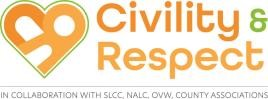 Civility &
Respect
IN COLLABORATION WITH SLCC, NALC, OVW, COUNTY ASSOCIATIONS